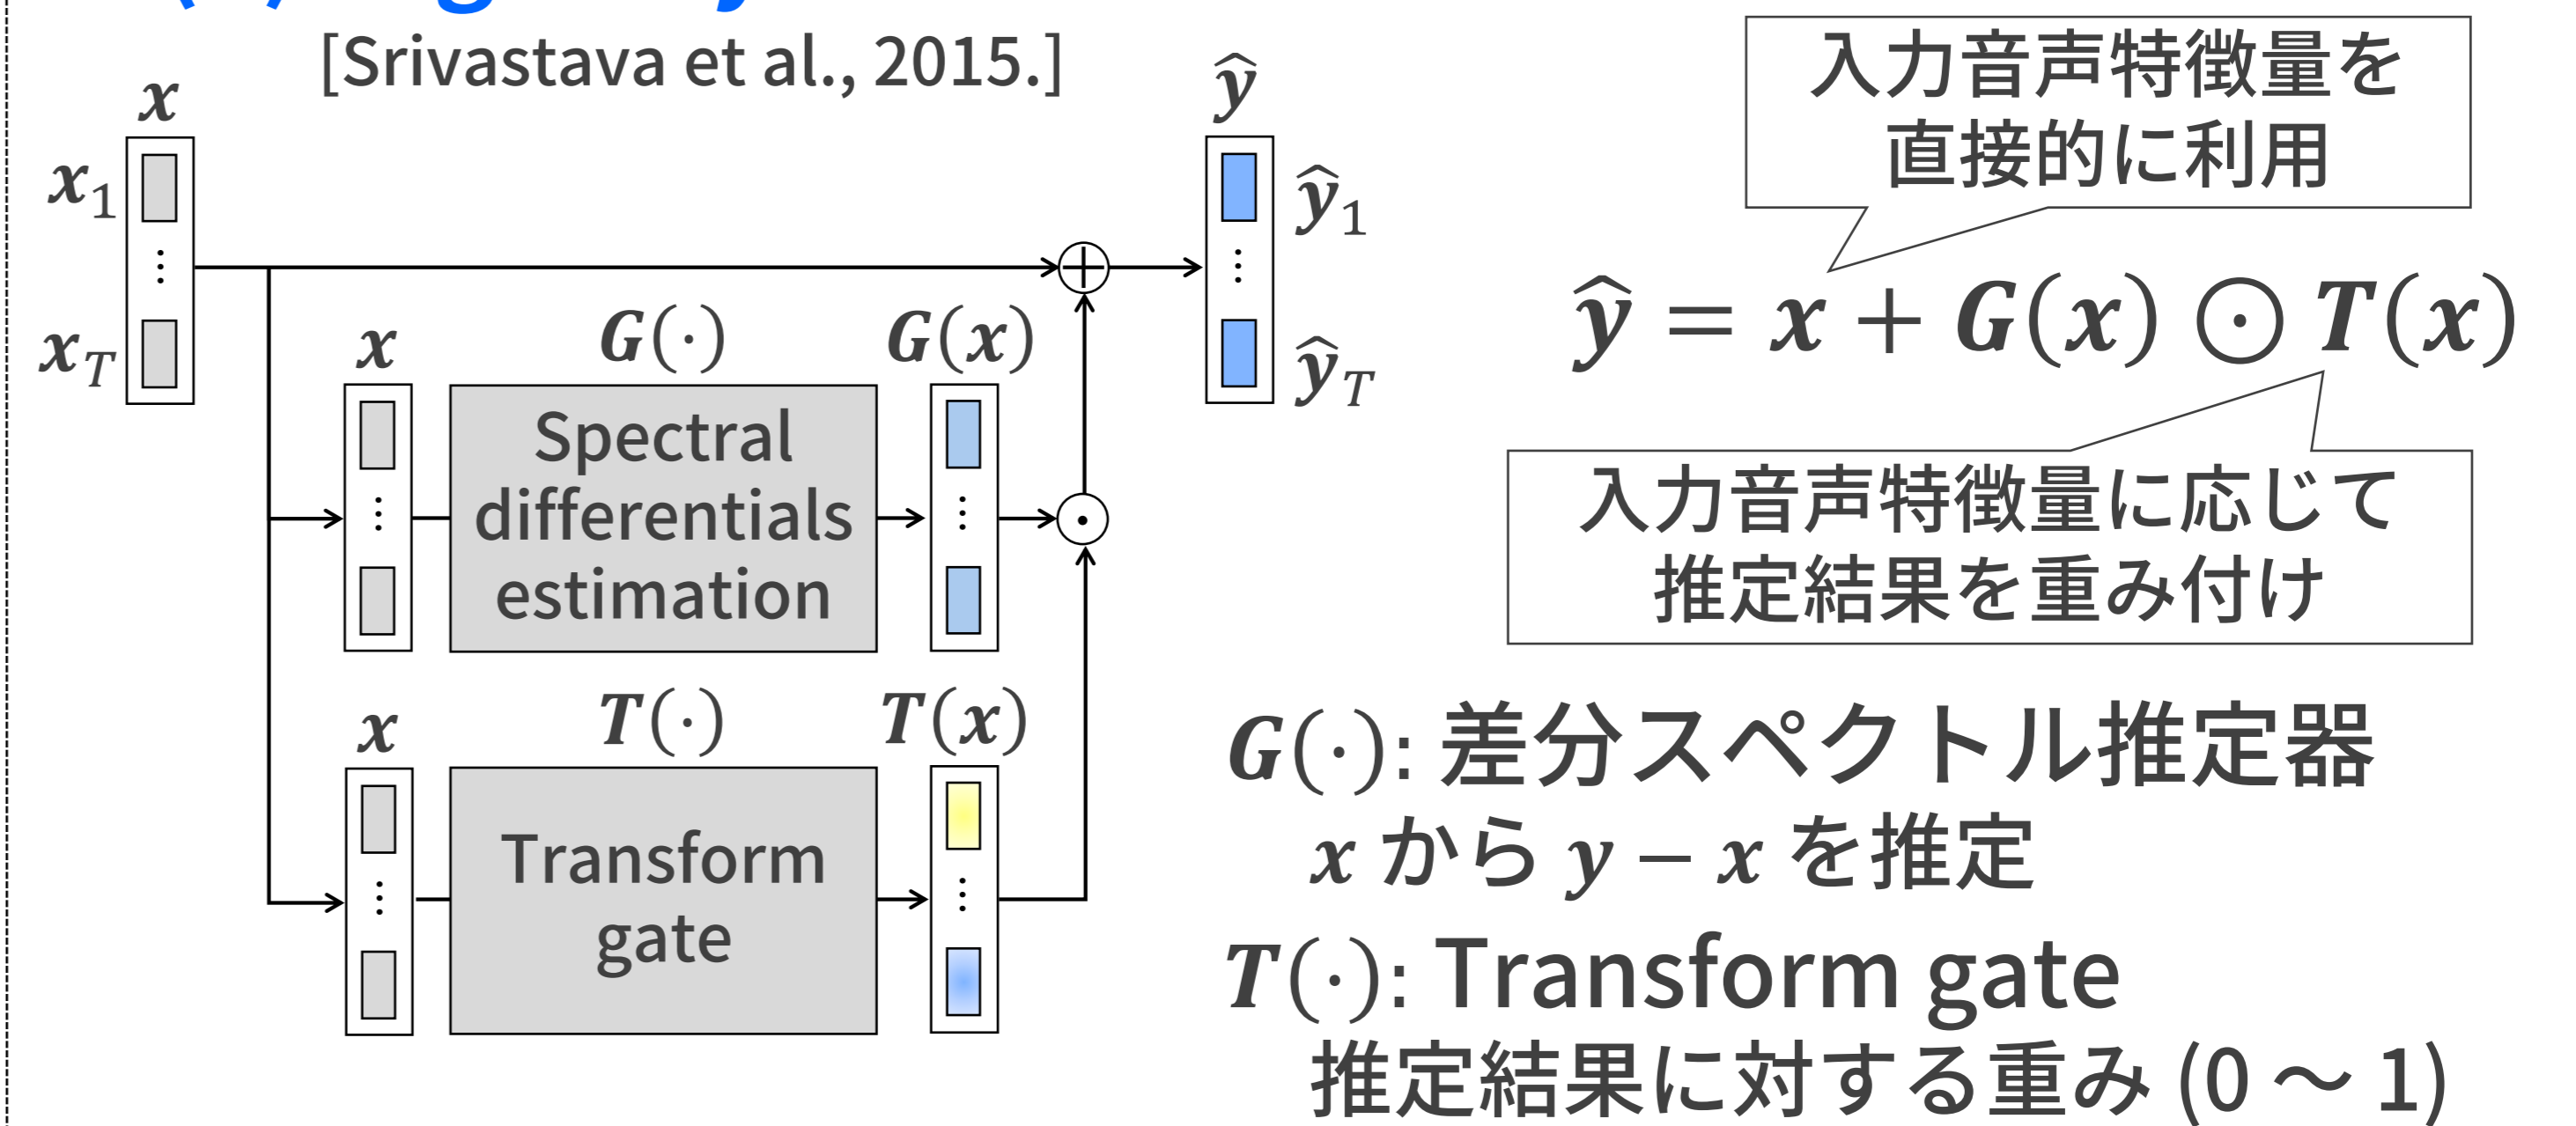 [Srivastava et al., 2015.]
x
x₁
⋮
x_T
x
⋮
G(·)
Spectral
differentials
estimation
G(x)
⋮
x
⋮
T(·)
Transform
gate
T(x)
⋮
ŷ
ŷ₁
⋮
ŷ_T
入力音声特徴量を
直接的に利用
ŷ = x + G(x) ⊙ T(x)
入力音声特徴量に応じて
推定結果を重み付け
G(·): 差分スペクトル推定器
x から y − x を推定
T(·): Transform gate
推定結果に対する重み (0 ～ 1)